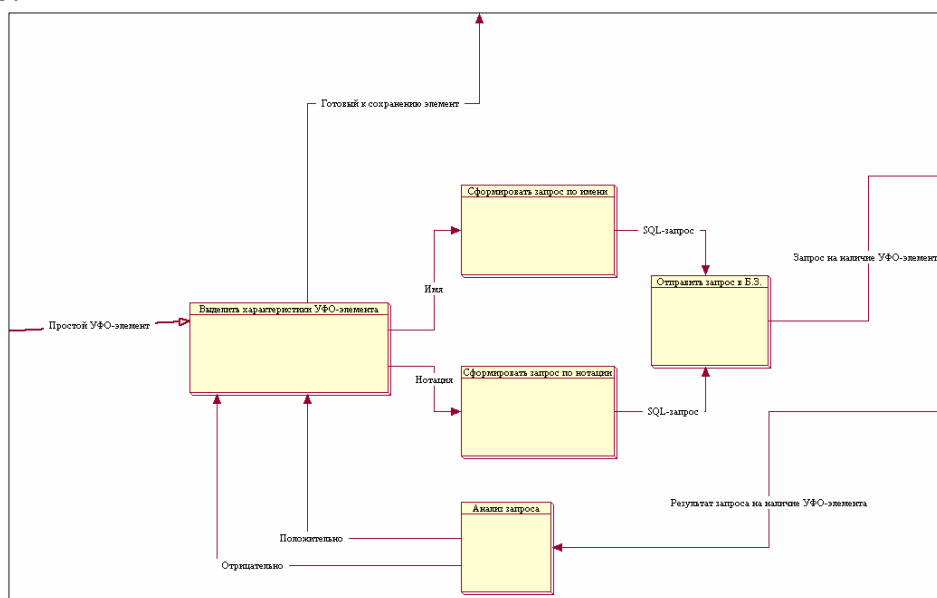 Готовый к сохранению элемент
Сформировать запрос по имени
SQL-запрос
Запрос на наличие УФО-элемент
Отправить запрос в Б.З.
Имя
Выделить характеристики УФО-элемента
Простой УФО-элемент
Нотация
Сформировать запрос по нотации
SQL-запрос
Результат запроса на наличие УФО-элемента
Анализ запроса
Положительно
Отрицательно